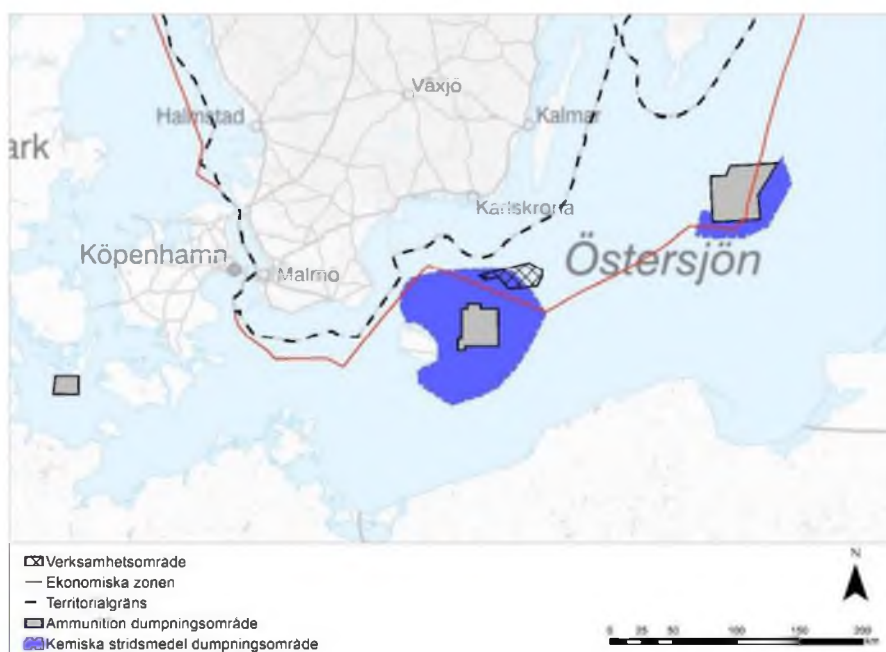 Växjö
Halmstad
Kalmar
ark
Karlskrona
Köpenhamn
Malmö
Östersjön
Verksamhetsområde
Ekonomiska zonen
Territorialgräns
Ammunition dumpningsområde
Kemiska stridsmedel dumpningsområde
N
0 25 50 100 150 200
km